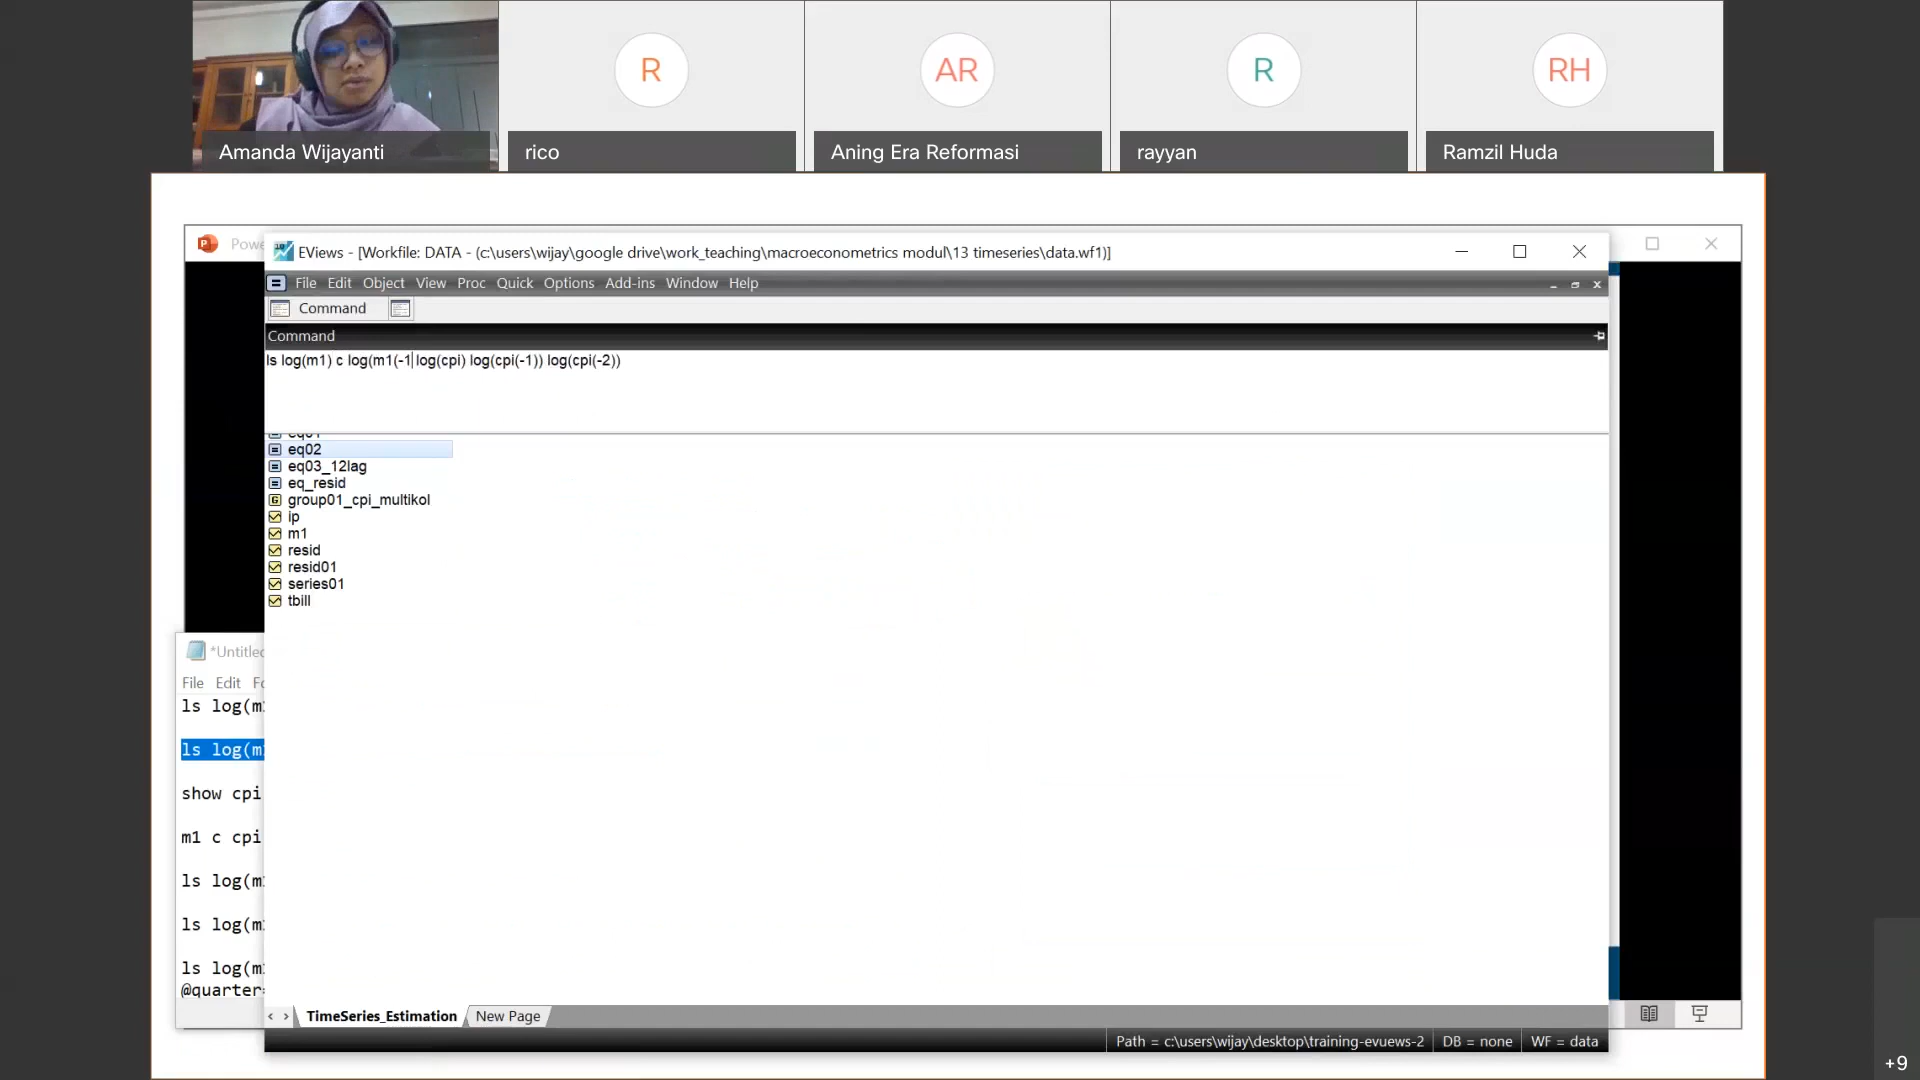 R
AR
R
RH
Amanda Wijayanti
rico
Aning Era Reformasi
rayyan
Ramzil Huda
EViews - [Workfile: DATA - (c:\users\wijay\google drive\work_teaching\macroeconometrics modul\13 timeseries\data.wf1)]
File Edit Object View Proc Quick Options Add-ins Window Help
Command
Command
ls log(m1) c log(m1(-1 log(cpi) log(cpi(-1)) log(cpi(-2))
eq01
eq02
eq03_12lag
eq_resid
group01_cpi_multikol
ip
m1
resid
resid01
series01
tbill
File Edit
ls log(m
ls log(m
show cpi
m1 c cpi
ls log(m
ls log(m
ls log(m
@quarter
TimeSeries_Estimation New Page
Path = c:\users\wijay\desktop\training-evuews-2 DB = none WF = data
+9